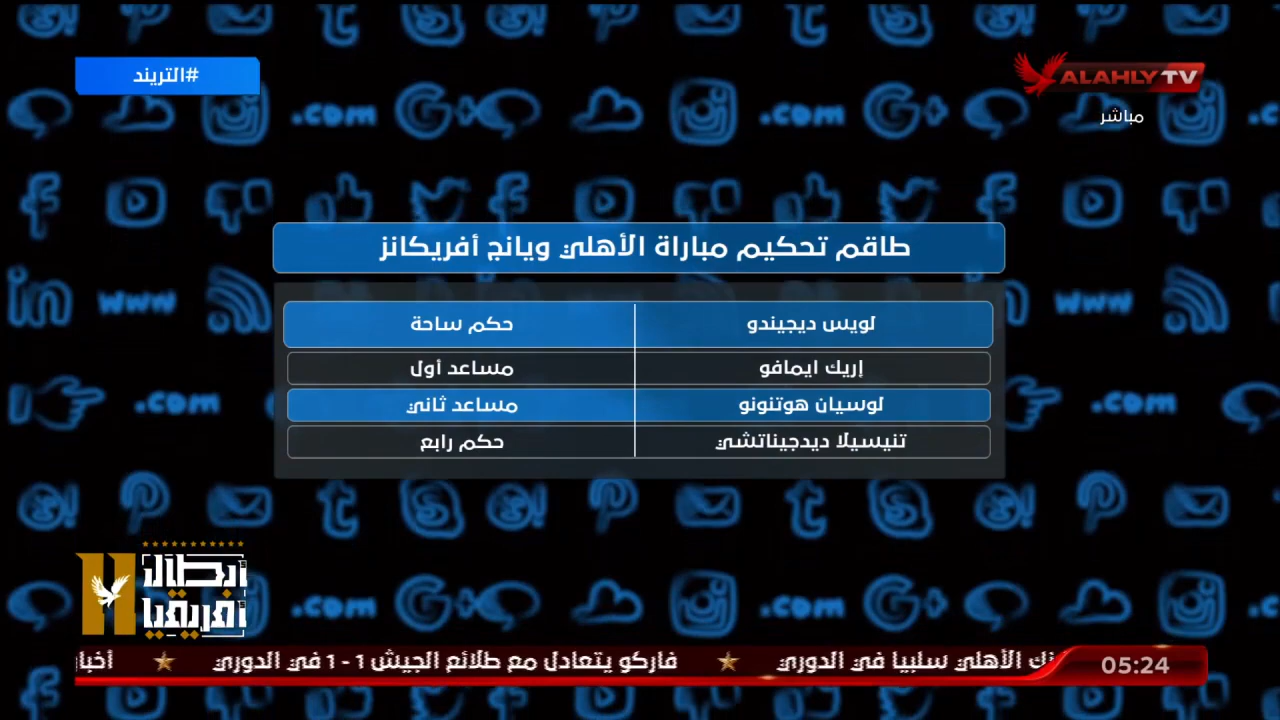 #التريند
ALAHLY TV
مباشر
طاقم تحكيم مباراة الأهلي ويانج أفريكانز
لويس ديجيندو حكم ساحة
إريك ايمافو مساعد أول
لوسيان هوتنونو مساعد ثاني
تنيسيلا ديدجيناتشي حكم رابع
أبطال
أفريقيا
11
الأهلي سلبيا في الدوري ★ فاركو يتعادل مع طلائع الجيش 1 - 1 في الدوري ★
05:24